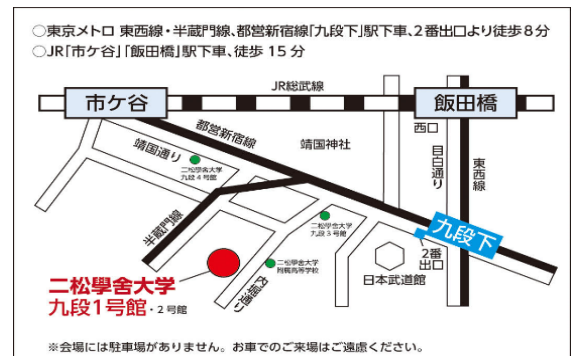 ○東京メトロ 東西線・半蔵門線、都営新宿線「九段下」駅下車、2番出口より徒歩8分
○JR「市ケ谷」「飯田橋」駅下車、徒歩 15 分
JR総武線
市ケ谷
飯田橋
西口
都営新宿線
靖国神社
目白通り
東西線
靖国通り
二松學舍大学
九段4号館
半蔵門線
二松學舍大学
九段3号館
九段下
2番
出口
二松學舍大学
附属高等学校
日本武道館
内堀通り
二松學舍大学
九段1号館・2号館
※会場には駐車場がありません。お車でのご来場はご遠慮ください。